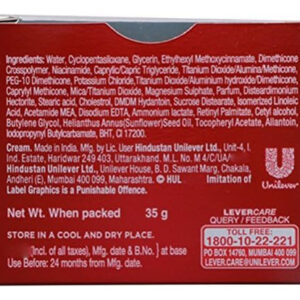 Ingredients: Water, Cyclopentasiloxane, Glycerin, Ethylhexyl Methoxycinnamate, Dimethicone
Crosspolymer, Niacinamide, Caprylic/Capric Triglyceride, Titanium Dioxide/Alumina/Methicone,
PEG-10 Dimethicone, Potassium Chloride, Titanium Dioxide/Aluminum Hydroxide/Dimethicone,
Caprylyl Methicone, Mica/Titanium Dioxide, Magnesium Sulphate, Parfum, Disteardimonium
Hectorite, Stearic acid, Cholesterol, DMDM Hydantoin, Sucrose Distearate, Isomerized Linoleic
Acid, Acetamide MEA, Disodium EDTA, Ammonium lactate, Retinyl Palmitate, Cetyl alcohol,
Butylene Glycol, Helianthus Annus(Sunflower)Seed Oil, Tocopheryl Acetate, Allantoin,
Iodopropynyl Butylcarbamate, BHT, CI 17200.
Cream. Made in India. Mfg. by Lic. User Hindustan Unilever Ltd., Unit-4, I
Ind. Estate, Haridwar 249 403, Uttarakhand. M.L. No. M 4/C/UA/
Hindustan Unilever Ltd., Unilever House, B. D. Sawant Marg, Chakala,
Andheri (E), Mumbai 400 099, Maharashtra. © HUL Imitation of
Label Graphics is a Punishable Offence.
Unilever
Net Wt. When packed 35 g
STORE IN A COOL AND DRY PLACE.
(Incl. of all taxes), Mfg. date & B.No. } at base
Use Before: 24 months from Mfg. date.
LEVERCARE
QUERY / FEEDBACK
TOLL FREE:
1800-10-22-221
PO BOX 14760, MUMBAI 400 099
LEVER.CARE@UNILEVER.COM